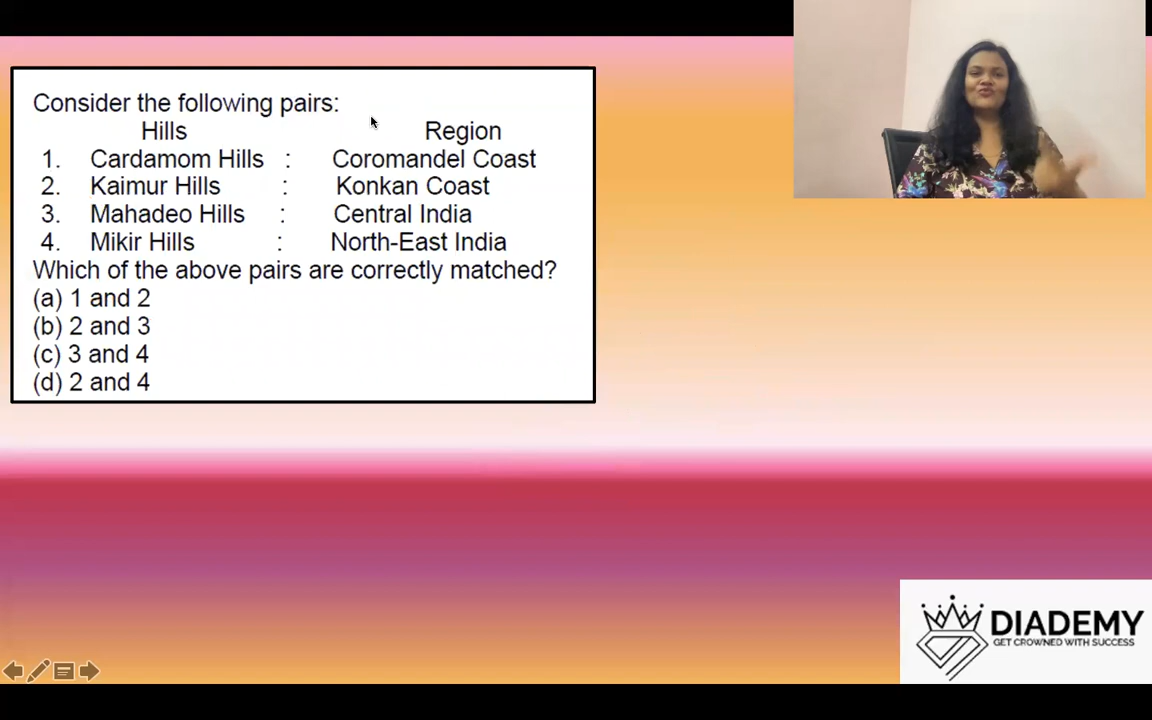 Consider the following pairs:
Hills Region
1. Cardamom Hills : Coromandel Coast
2. Kaimur Hills : Konkan Coast
3. Mahadeo Hills : Central India
4. Mikir Hills : North-East India
Which of the above pairs are correctly matched?
(a) 1 and 2
(b) 2 and 3
(c) 3 and 4
(d) 2 and 4
DIADEMY
GET CROWNED WITH SUCCESS